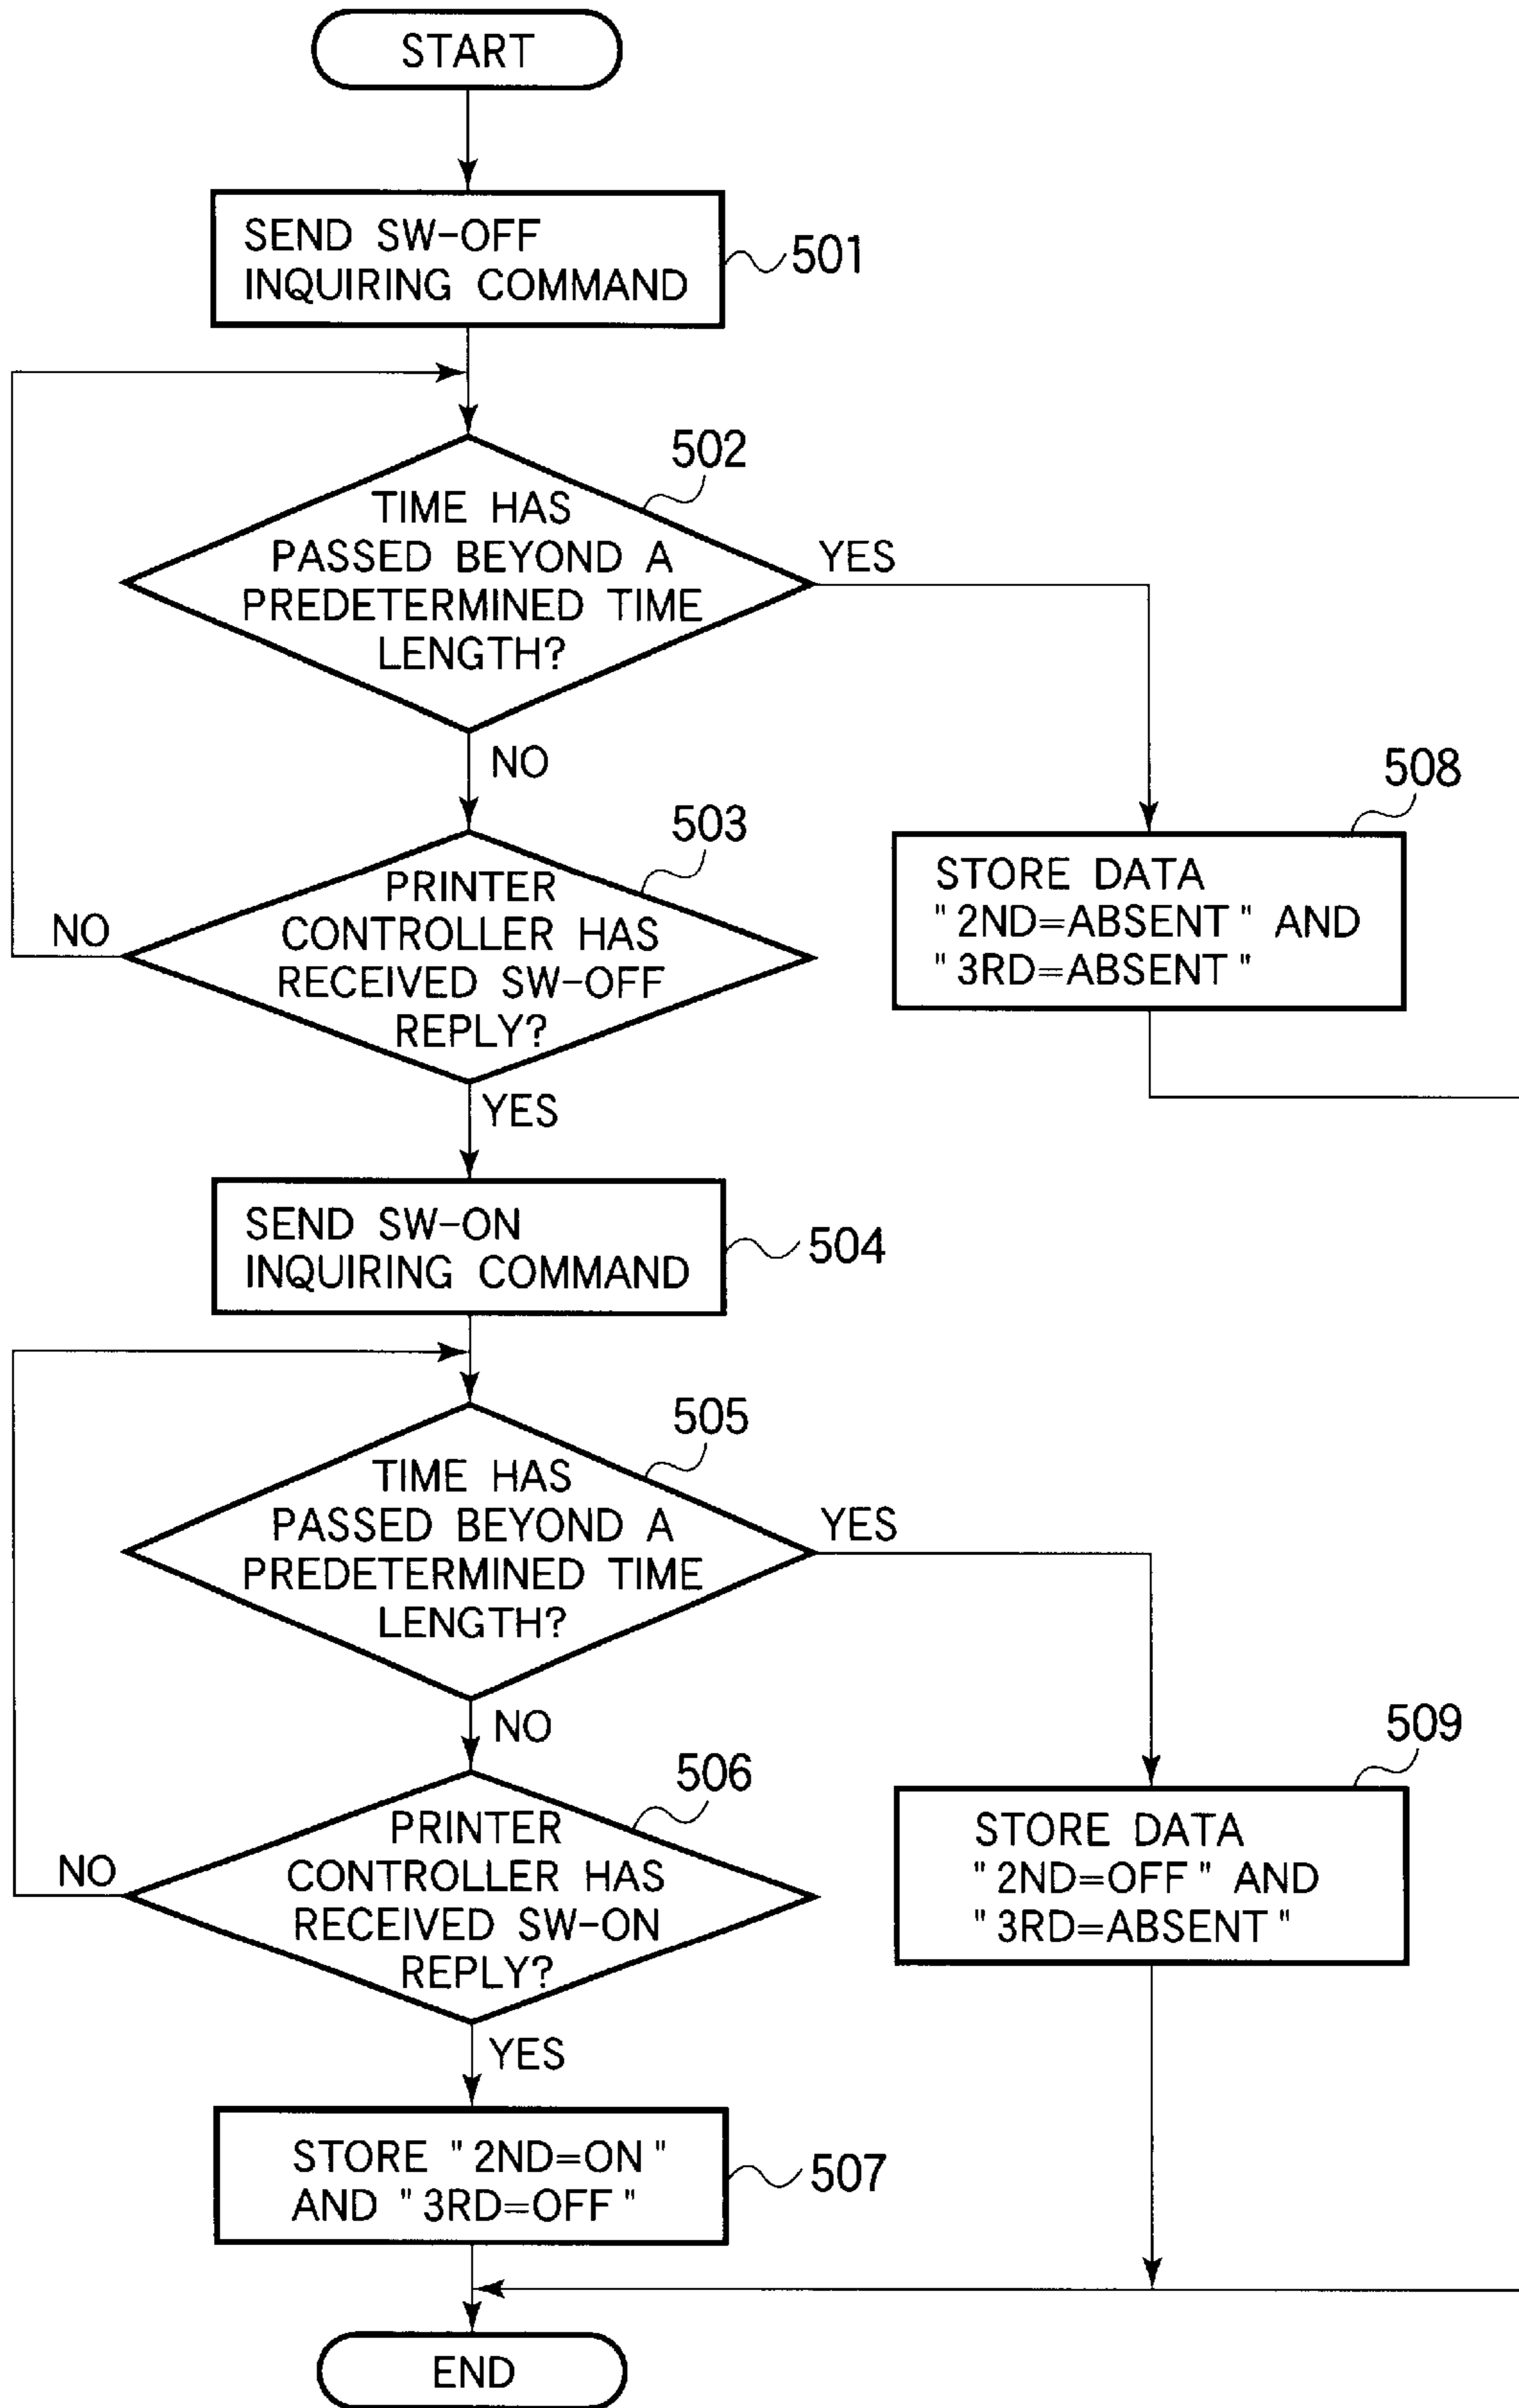 START
SEND SW-OFF
INQUIRING COMMAND
501
502
TIME HAS
PASSED BEYOND A
PREDETERMINED TIME
LENGTH?
YES
NO
503
PRINTER
CONTROLLER HAS
RECEIVED SW-OFF
REPLY?
NO
YES
508
STORE DATA
"2ND=ABSENT" AND
"3RD=ABSENT"
SEND SW-ON
INQUIRING COMMAND
504
505
TIME HAS
PASSED BEYOND A
PREDETERMINED TIME
LENGTH?
YES
NO
506
PRINTER
CONTROLLER HAS
RECEIVED SW-ON
REPLY?
NO
YES
509
STORE DATA
"2ND=OFF" AND
"3RD=ABSENT"
STORE "2ND=ON"
AND "3RD=OFF"
507
END